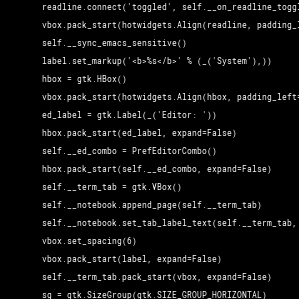 readline.connect('toggled', self.__on_readline_toggl
vbox.pack_start(hotwidgets.Align(readline, padding_l
self.__sync_emacs_sensitive()
label.set_markup('<b>%s</b>' % (_('System'),))
hbox = gtk.HBox()
vbox.pack_start(hotwidgets.Align(hbox, padding_left=
ed_label = gtk.Label(_('Editor: '))
hbox.pack_start(ed_label, expand=False)
self.__ed_combo = PrefEditorCombo()
hbox.pack_start(self.__ed_combo, expand=False)
self.__term_tab = gtk.VBox()
self.__notebook.append_page(self.__term_tab)
self.__notebook.set_tab_label_text(self.__term_tab,
vbox.set_spacing(6)
vbox.pack_start(label, expand=False)
self.__term_tab.pack_start(vbox, expand=False)
sg = gtk.SizeGroup(gtk.SIZE_GROUP_HORIZONTAL)